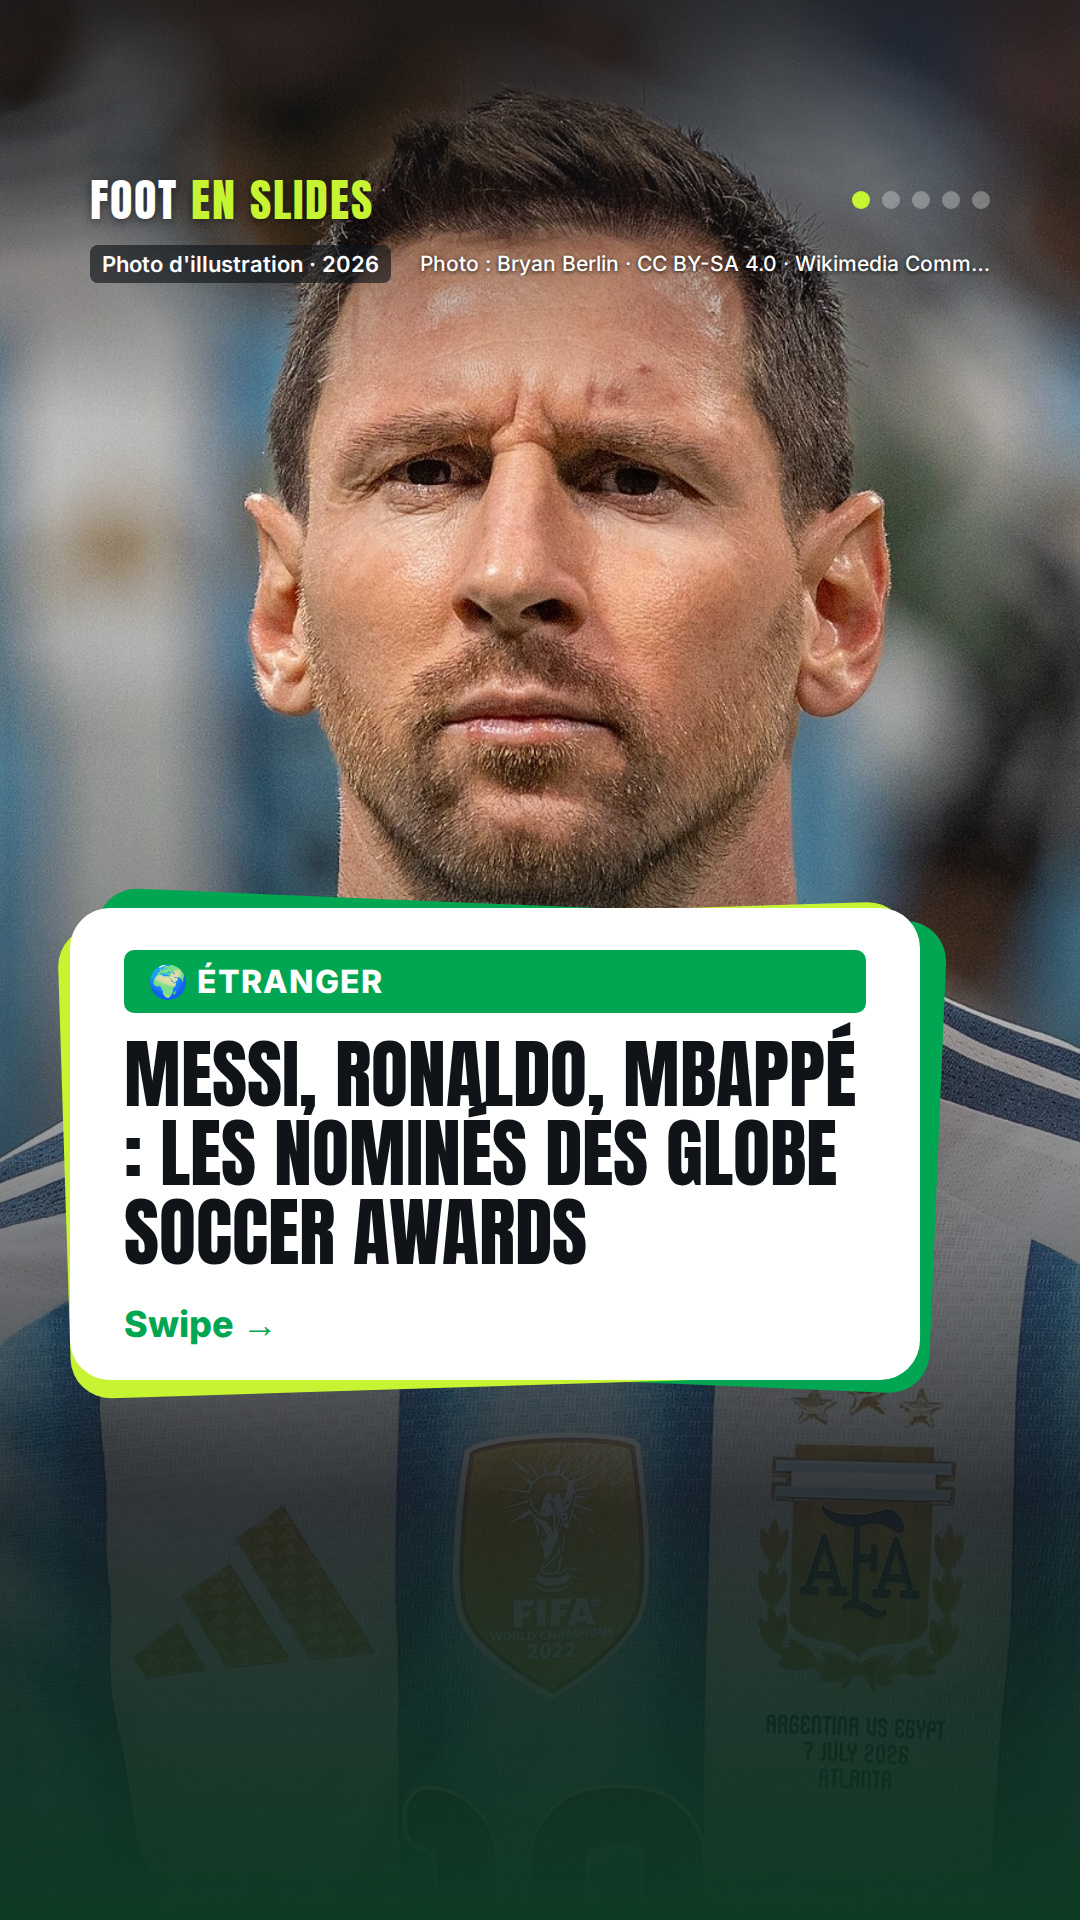 FOOT EN SLIDES
Photo d'illustration · 2026
Photo : Bryan Berlin · CC BY-SA 4.0 · Wikimedia Comm...
🌍 ÉTRANGER
MESSI, RONALDO, MBAPPÉ
: LES NOMINÉS DES GLOBE
SOCCER AWARDS
Swipe →
FIFA
WORLD CHAMPIONS
2022
AFA
ARGENTINA VS EGYPT
7 JULY 2026
ATLANTA